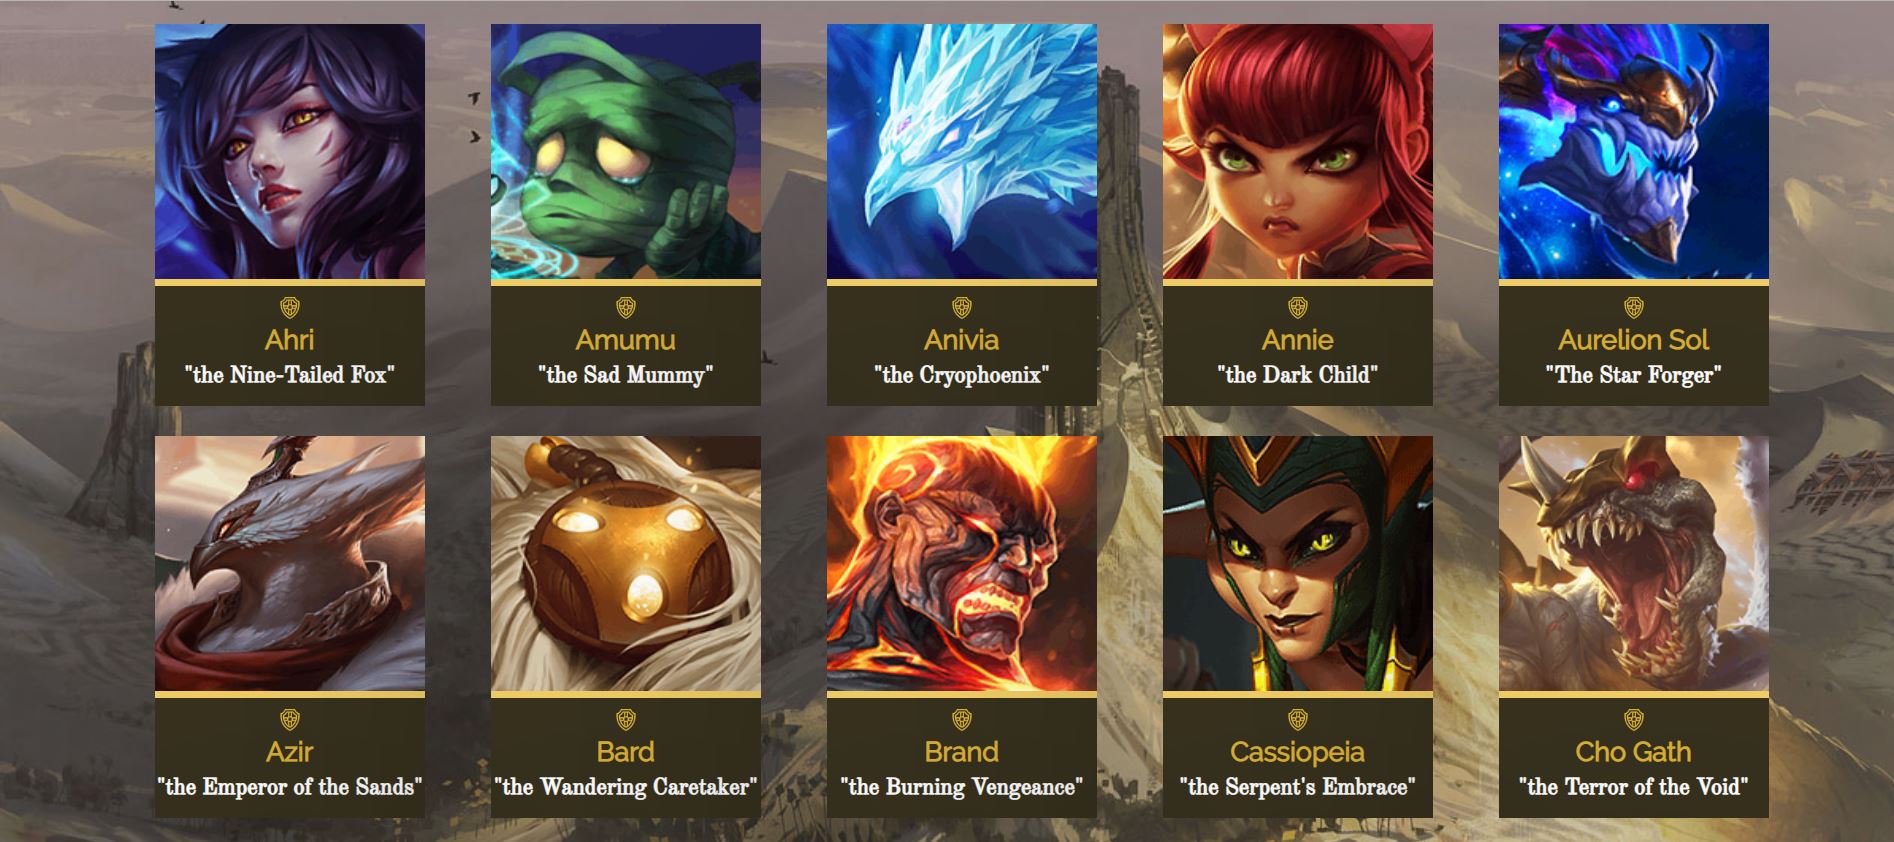 Ahri
"the Nine-Tailed Fox"
Amumu
"the Sad Mummy"
Anivia
"the Cryophoenix"
Annie
"the Dark Child"
Aurelion Sol
"The Star Forger"
Azir
"the Emperor of the Sands"
Bard
"the Wandering Caretaker"
Brand
"the Burning Vengeance"
Cassiopeia
"the Serpent's Embrace"
Cho Gath
"the Terror of the Void"